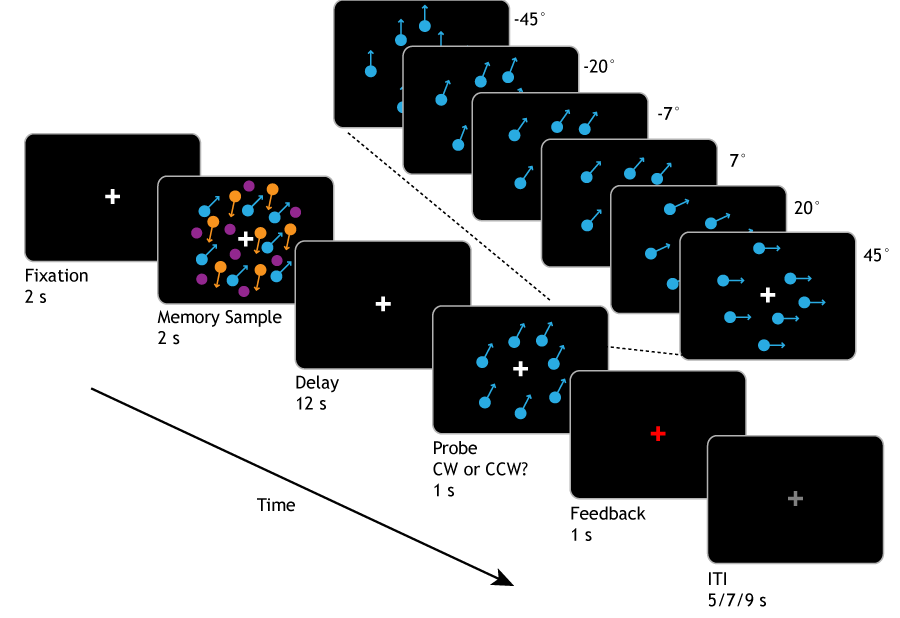 -45°
-20°
-7°
7°
20°
45°
Fixation
2 s
Memory Sample
2 s
Delay
12 s
Probe
CW or CCW?
1 s
Feedback
1 s
ITI
5/7/9 s
Time